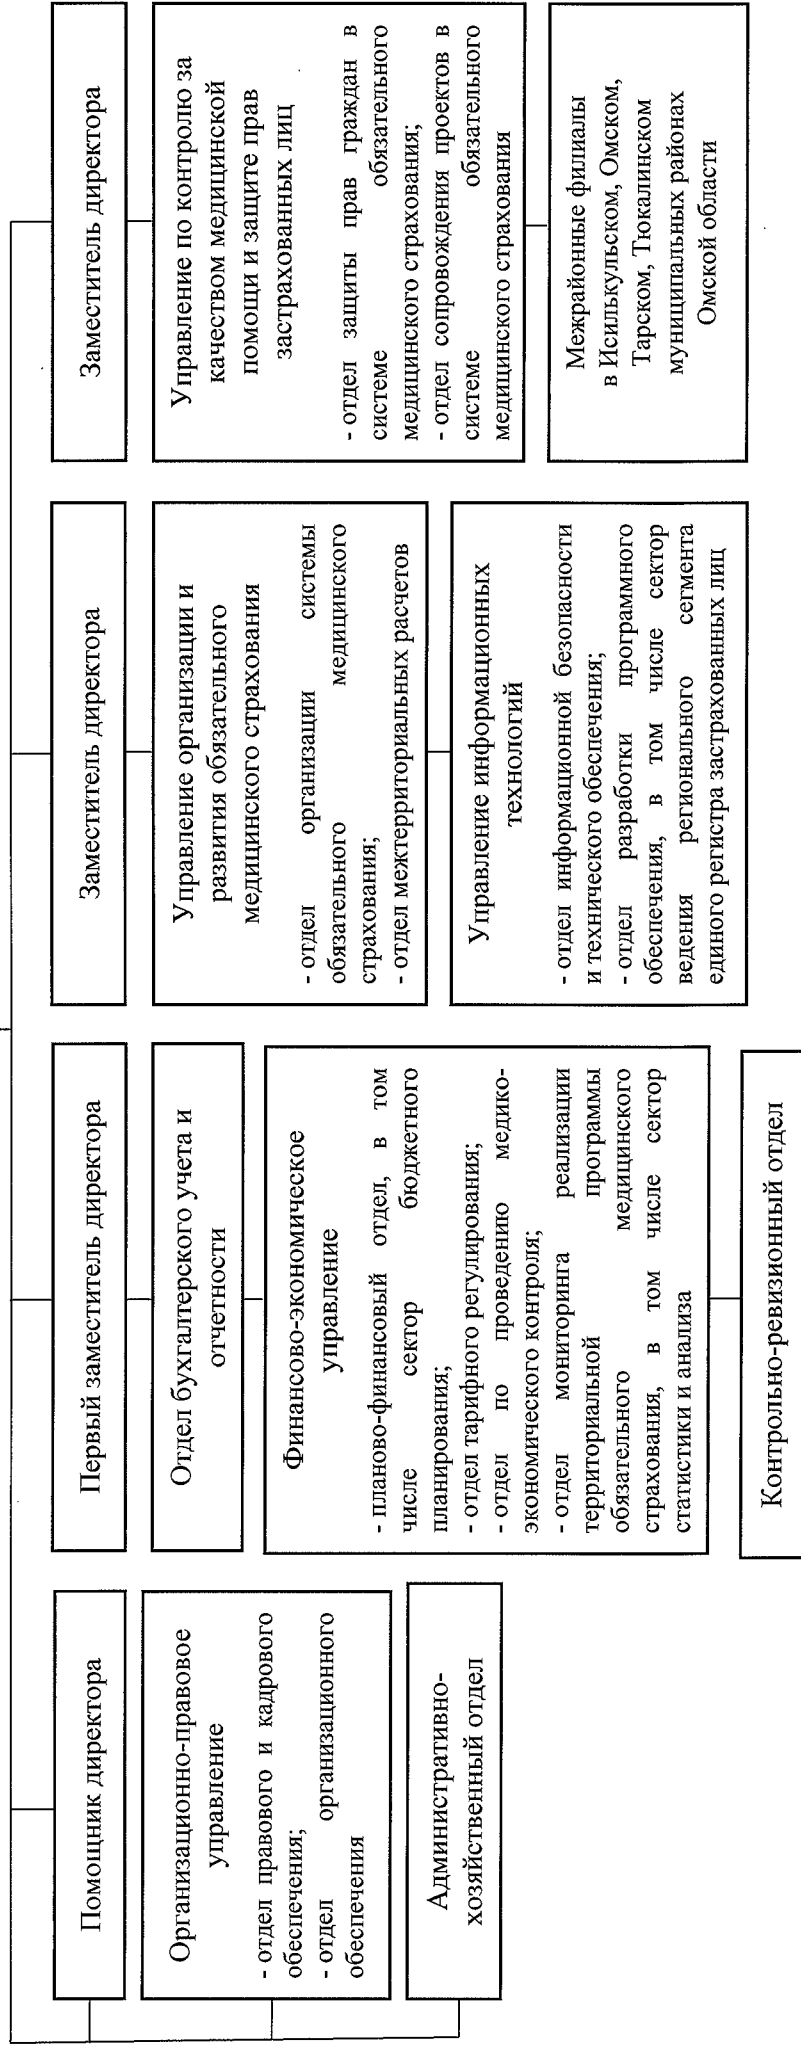 Помощник директора
Организационно-правовое
управление
- отдел правового и кадрового
обеспечения;
- отдел организационного
обеспечения
Административно-
хозяйственный отдел
Первый заместитель директора
Отдел бухгалтерского учета и
отчетности
Финансово-экономическое
управление
- планово-финансовый отдел, в том
числе сектор бюджетного
планирования;
- отдел тарифного регулирования;
- отдел по проведению медико-
экономического контроля;
- отдел мониторинга реализации
территориальной программы
обязательного медицинского
страхования, в том числе сектор
статистики и анализа
Контрольно-ревизионный отдел
Заместитель директора
Управление организации и
развития обязательного
медицинского страхования
- отдел организации системы
обязательного медицинского
страхования;
- отдел межтерриториальных расчетов
Управление информационных
технологий
- отдел информационной безопасности
и технического обеспечения;
- отдел разработки программного
обеспечения, в том числе сектор
ведения регионального сегмента
единого регистра застрахованных лиц
Заместитель директора
Управление по контролю за
качеством медицинской
помощи и защите прав
застрахованных лиц
- отдел защиты прав граждан в
системе обязательного
медицинского страхования;
- отдел сопровождения проектов в
системе обязательного
медицинского страхования
Межрайонные филиалы
в Исилькульском, Омском,
Тарском, Тюкалинском
муниципальных районах
Омской области